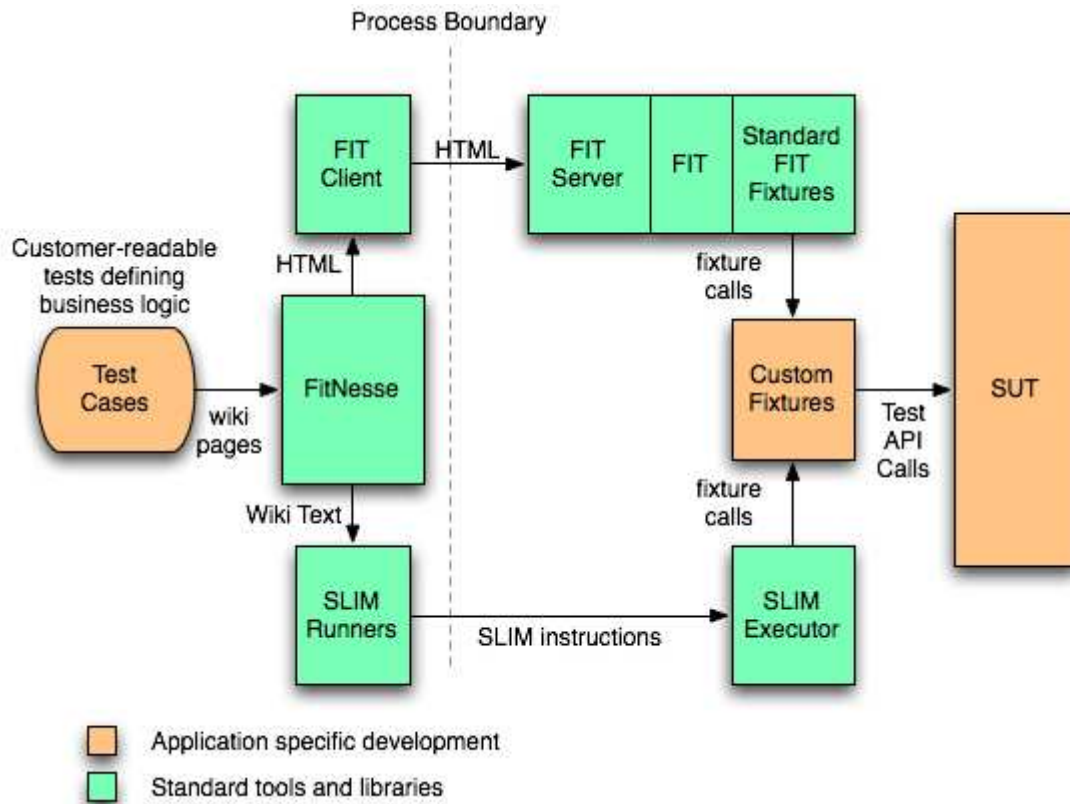 Process Boundary
FIT
Client
HTML
FIT
Server
FIT
Standard
FIT
Fixtures
Customer-readable
tests defining
business logic
HTML
fixture
calls
Test
Cases
wiki
pages
FitNesse
Custom
Fixtures
Test
API
Calls
SUT
Wiki Text
fixture
calls
SLIM
Runners
SLIM instructions
SLIM
Executor
Application specific development
Standard tools and libraries